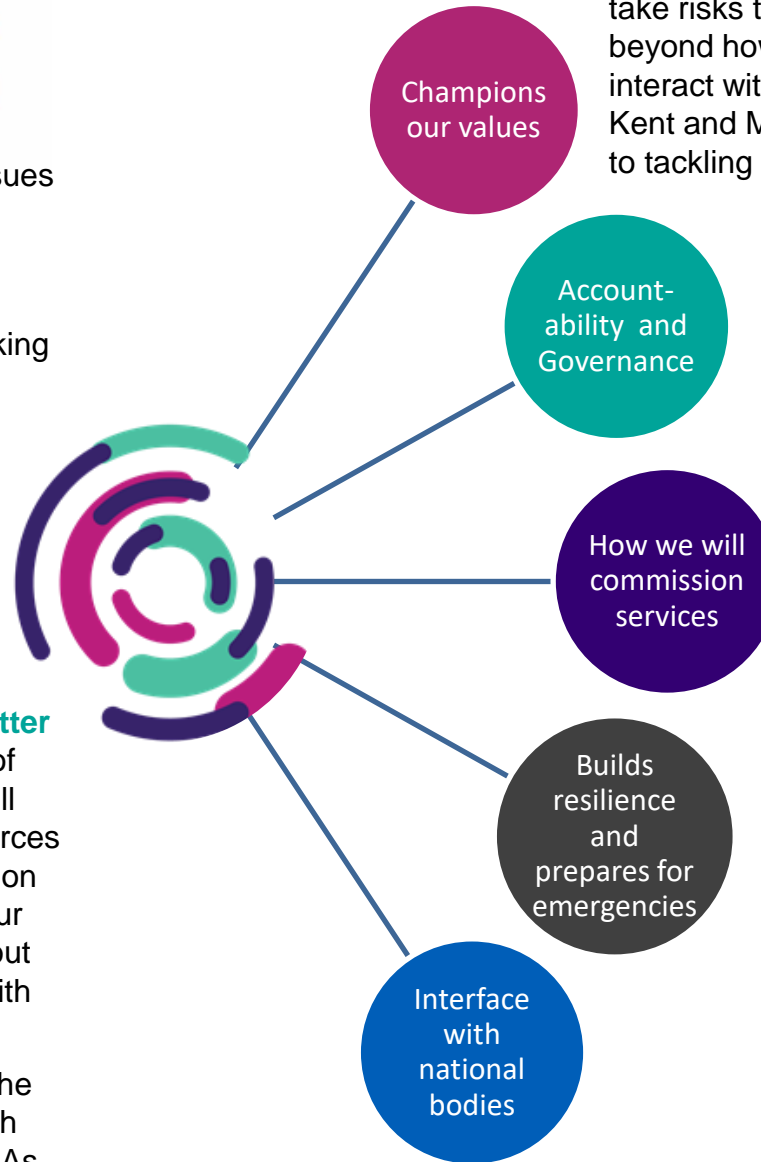 sues
king
tter
of
ll
rces
on
ur
out
ith
he
h
As
take risks t
beyond how
interact wit
Kent and M
to tackling
Champions
our values
Account-
ability and
Governance
How we will
commission
services
Builds
resilience
and
prepares for
emergencies
Interface
with
national
bodies